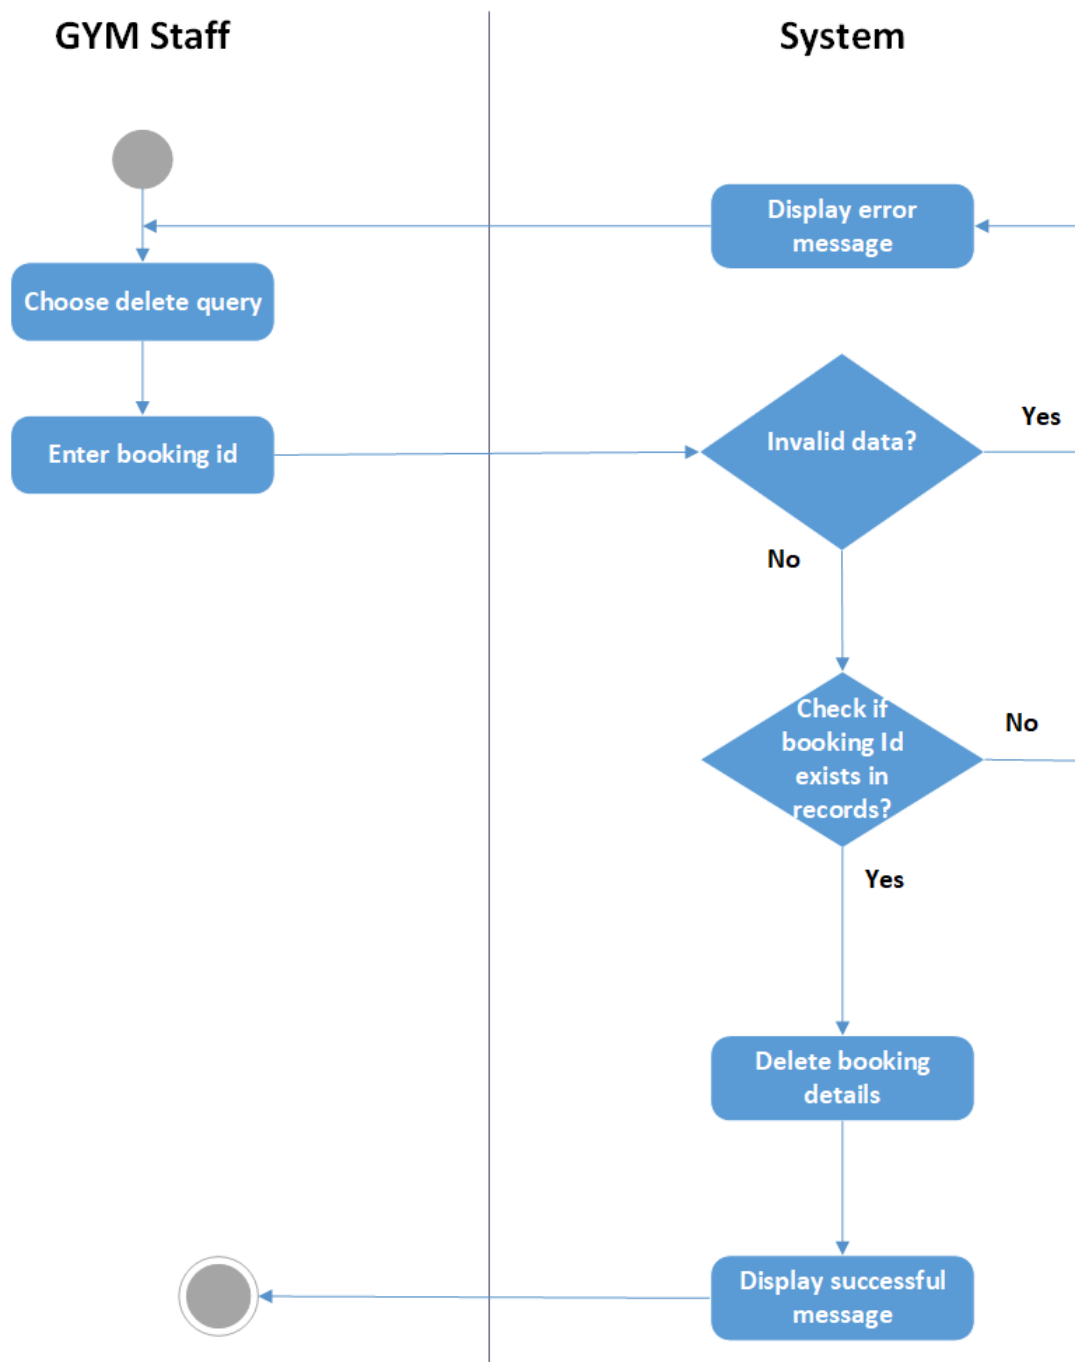 GYM Staff
System
Display error
message
Choose delete query
Enter booking id
Invalid data?
Yes
No
Check if
booking Id
exists in
records?
No
Yes
Delete booking
details
Display successful
message